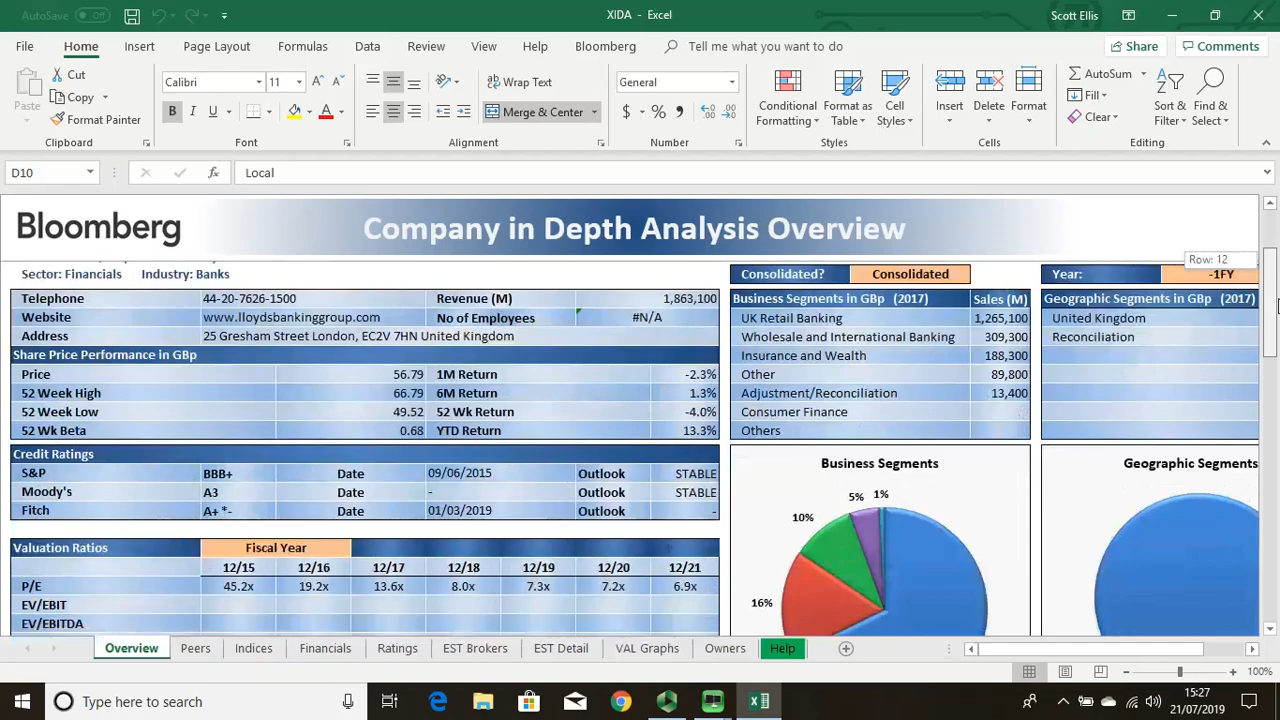 AutoSave Off
XIDA - Excel
Scott Ellis
File Home Insert Page Layout Formulas Data Review View Help Bloomberg Tell me what you want to do Share Comments
Paste
Cut
Copy
Format Painter
Clipboard
Calibri 11
B I U
Font
Wrap Text
Merge & Center
Alignment
General
$ % ,
Number
Conditional Formatting
Format as Table
Cell Styles
Styles
Insert Delete Format
Cells
AutoSum
Fill
Clear
Sort & Filter
Find & Select
Editing
D10 fx Local
Bloomberg
Company in Depth Analysis Overview
Row: 12
Sector: Financials Industry: Banks
Consolidated? Consolidated Year: -1FY
Telephone 44-20-7626-1500 Revenue (M) 1,863,100
Website www.lloydsbankinggroup.com No of Employees #N/A
Address 25 Gresham Street London, EC2V 7HN United Kingdom
Share Price Performance in GBp
Price 56.79 1M Return -2.3%
52 Week High 66.79 6M Return 1.3%
52 Week Low 49.52 52 Wk Return -4.0%
52 Wk Beta 0.68 YTD Return 13.3%
Credit Ratings
S&P BBB+ Date 09/06/2015 Outlook STABLE
Moody's A3 Date - Outlook STABLE
Fitch A+ *- Date 01/03/2019 Outlook -
Valuation Ratios Fiscal Year
12/15 12/16 12/17 12/18 12/19 12/20 12/21
P/E 45.2x 19.2x 13.6x 8.0x 7.3x 7.2x 6.9x
EV/EBIT
EV/EBITDA
Business Segments in GBp (2017) Sales (M)
UK Retail Banking 1,265,100
Wholesale and International Banking 309,300
Insurance and Wealth 188,300
Other 89,800
Adjustment/Reconciliation 13,400
Consumer Finance
Others
Geographic Segments in GBp (2017)
United Kingdom
Reconciliation
Business Segments
5% 1%
10%
16%
Geographic Segments
Overview Peers Indices Financials Ratings EST Brokers EST Detail VAL Graphs Owners Help
100%
Type here to search
15:27
21/07/2019